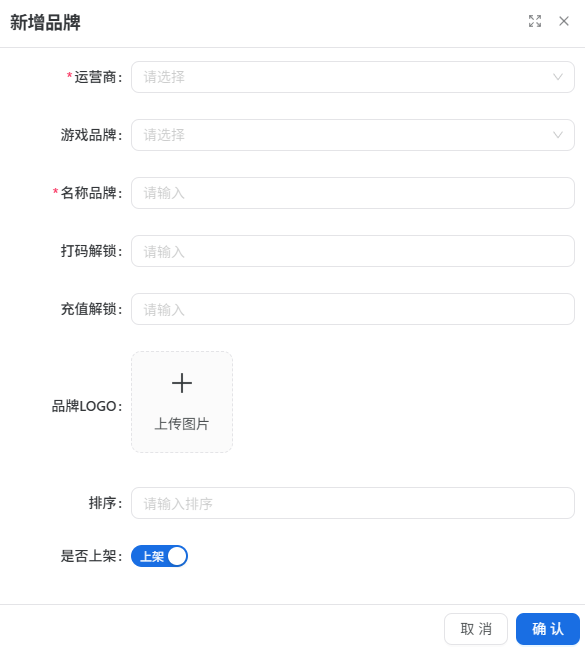 新增品牌
*运营商: 请选择
游戏品牌: 请选择
*名称品牌: 请输入
打码解锁: 请输入
充值解锁: 请输入
品牌LOGO:
上传图片
排序: 请输入排序
是否上架: 上架
取 消 确 认